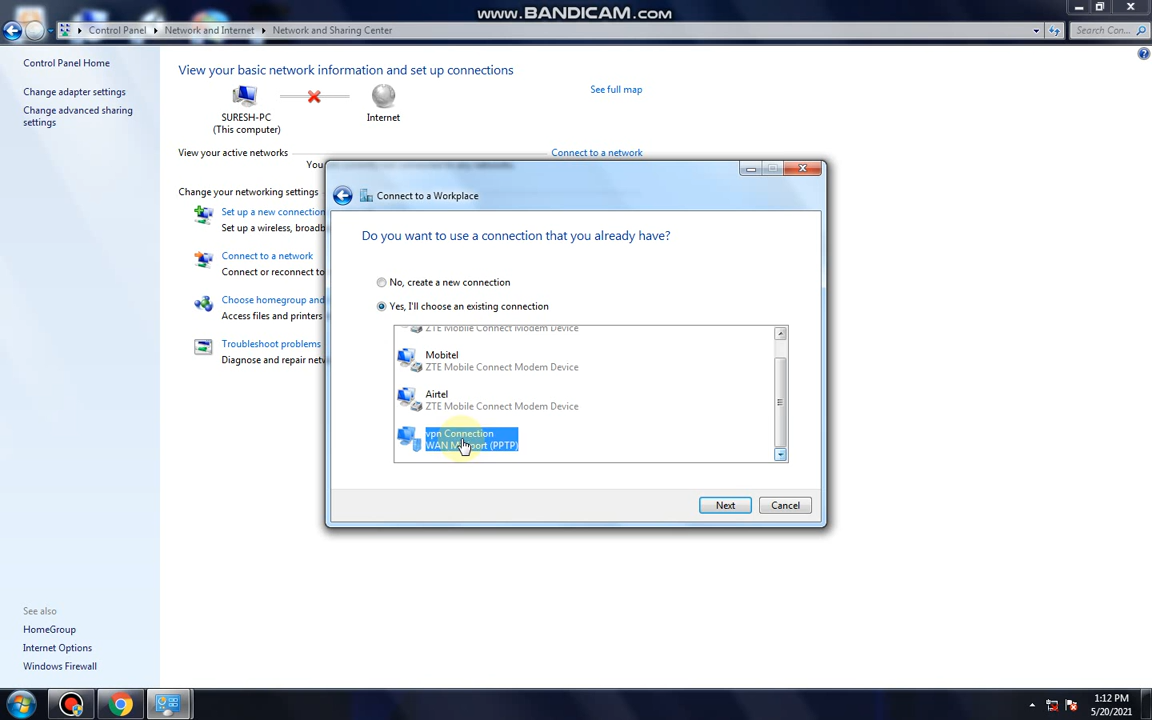 www.BANDICAM.com
Control Panel
Network and Internet
Network and Sharing Center
Search Con...
Control Panel Home
Change adapter settings
Change advanced sharing
settings
View your basic network information and set up connections
See full map
SURESH-PC
(This computer)
Internet
View your active networks
Connect to a network
You
Change your networking settings
Set up a new connection
Set up a wireless, broadb
Connect to a network
Connect or reconnect to
Choose homegroup and
Access files and printers
Troubleshoot problems
Diagnose and repair netw
Connect to a Workplace
Do you want to use a connection that you already have?
No, create a new connection
Yes, I'll choose an existing connection
ZTE Mobile Connect Modem Device
Mobitel
ZTE Mobile Connect Modem Device
Airtel
ZTE Mobile Connect Modem Device
vpn Connection
WAN (PPTP)
Next
Cancel
See also
HomeGroup
Internet Options
Windows Firewall
1:12 PM
5/20/2021